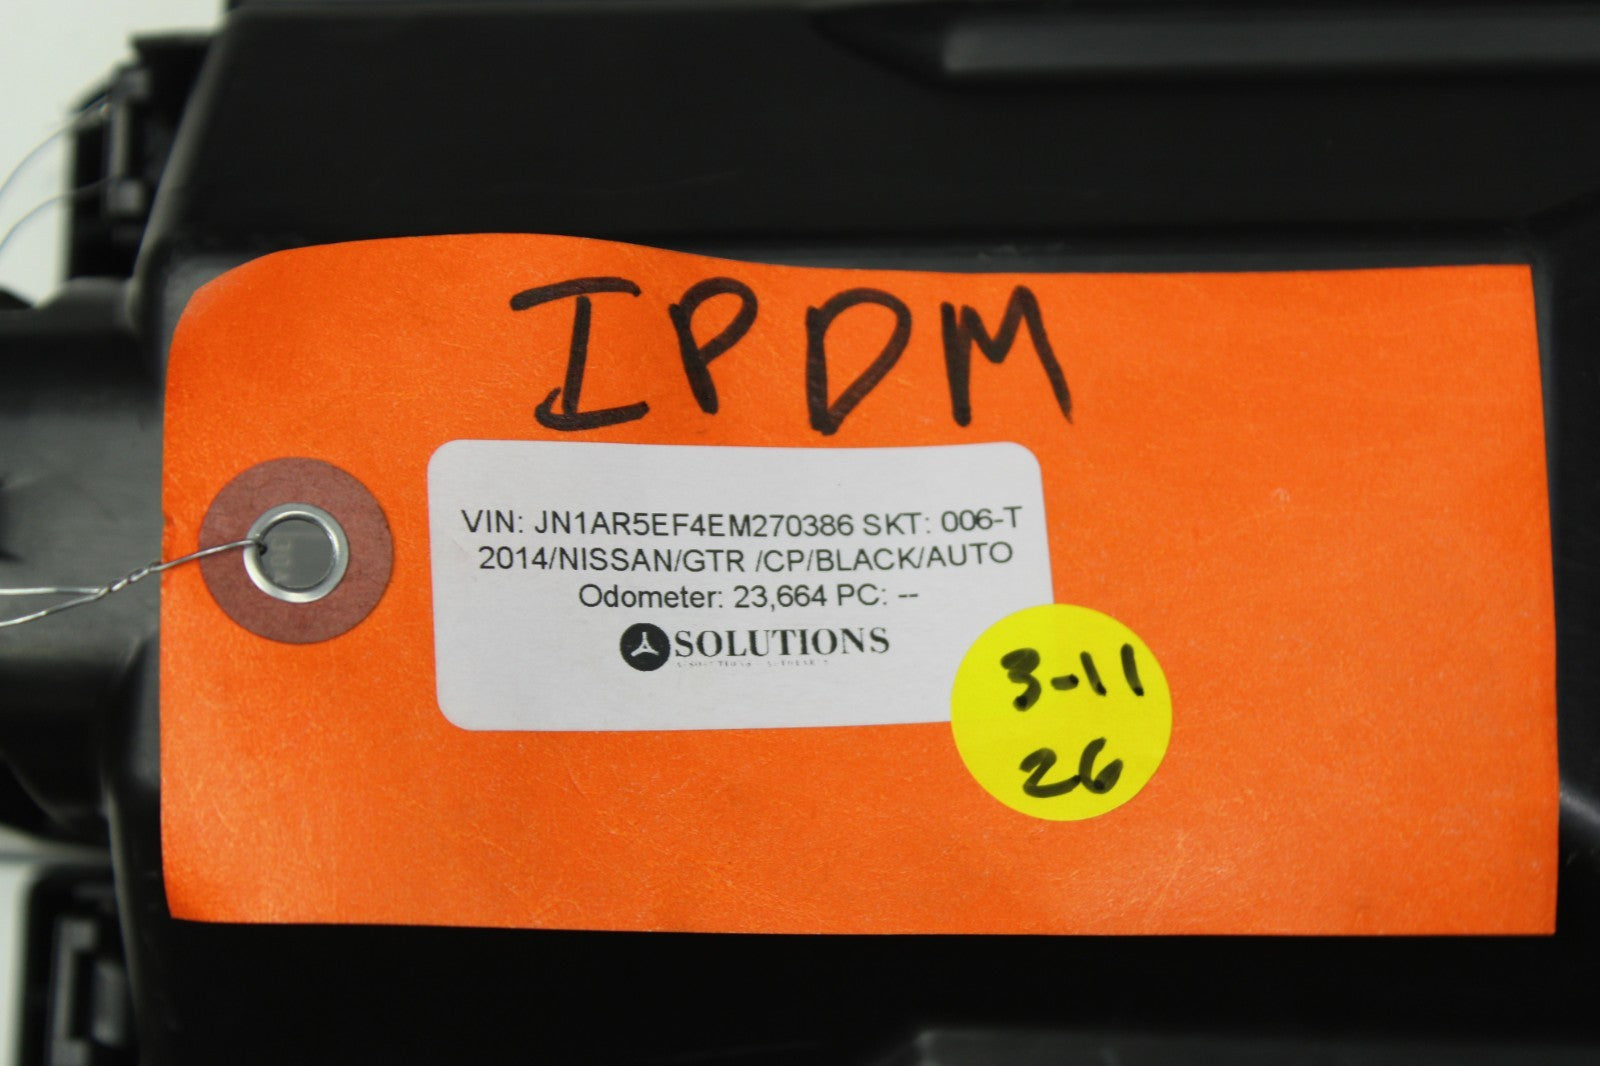 IPDM
VIN: JN1AR5EF4EM270386 SKT: 006-T
2014/NISSAN/GTR /CP/BLACK/AUTO
Odometer: 23,664 PC: --
SOLUTIONS
3-11
26